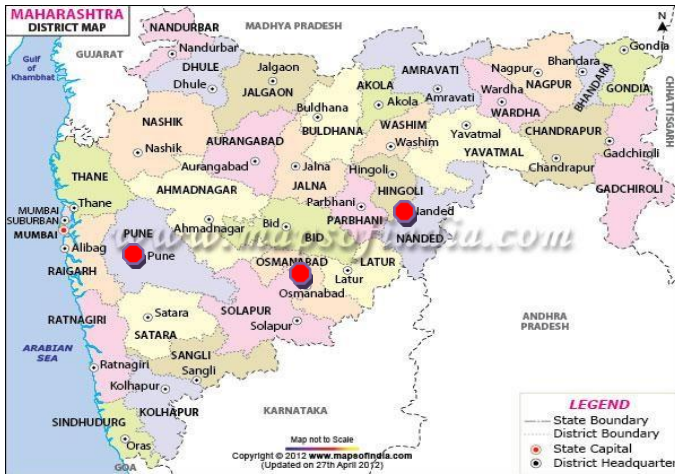 MAHARASHTRA
DISTRICT MAP
N
MADHYA PRADESH
GUJARAT
Gulf
of
Khambhat
NANDURBAR
Nandurbar
DHULE
Dhule
Jalgaon
JALGAON
Buldhana
BULDHANA
AKOLA
Akola
AMRAVATI
Amravati
WASHIM
Washim
Nagpur
NAGPUR
Wardha
WARDHA
Bhandara
BHANDARA
Gondia
GONDIA
CHHATTISGARH
CHANDRAPUR
Chandrapur
Gadchiroli
GADCHIROLI
Yavatmal
YAVATMAL
NASHIK
Nashik
AURANGABAD
Aurangabad
Jalna
JALNA
Hingoli
HINGOLI
Parbhani
PARBHANI
Nanded
NANDED
THANE
Thane
MUMBAI
SUBURBAN
MUMBAI
AHMADNAGAR
Ahmadnagar
Bid
BID
www.mapsofindia.com
PUNE
Pune
Alibag
RAIGARH
OSMANABAD
Osmanabad
LATUR
Latur
SOLAPUR
Solapur
RATNAGIRI
Ratnagiri
Satara
SATARA
ARABIAN
SEA
SANGLI
Sangli
Kolhapur
KOLHAPUR
SINDHUDURG
Oras
GOA
KARNATAKA
ANDHRA
PRADESH
Map not to Scale
Copyright © 2012 www.mapsofindia.com
(Updated on 27th April 2012)
LEGEND
State Boundary
District Boundary
State Capital
District Headquarter